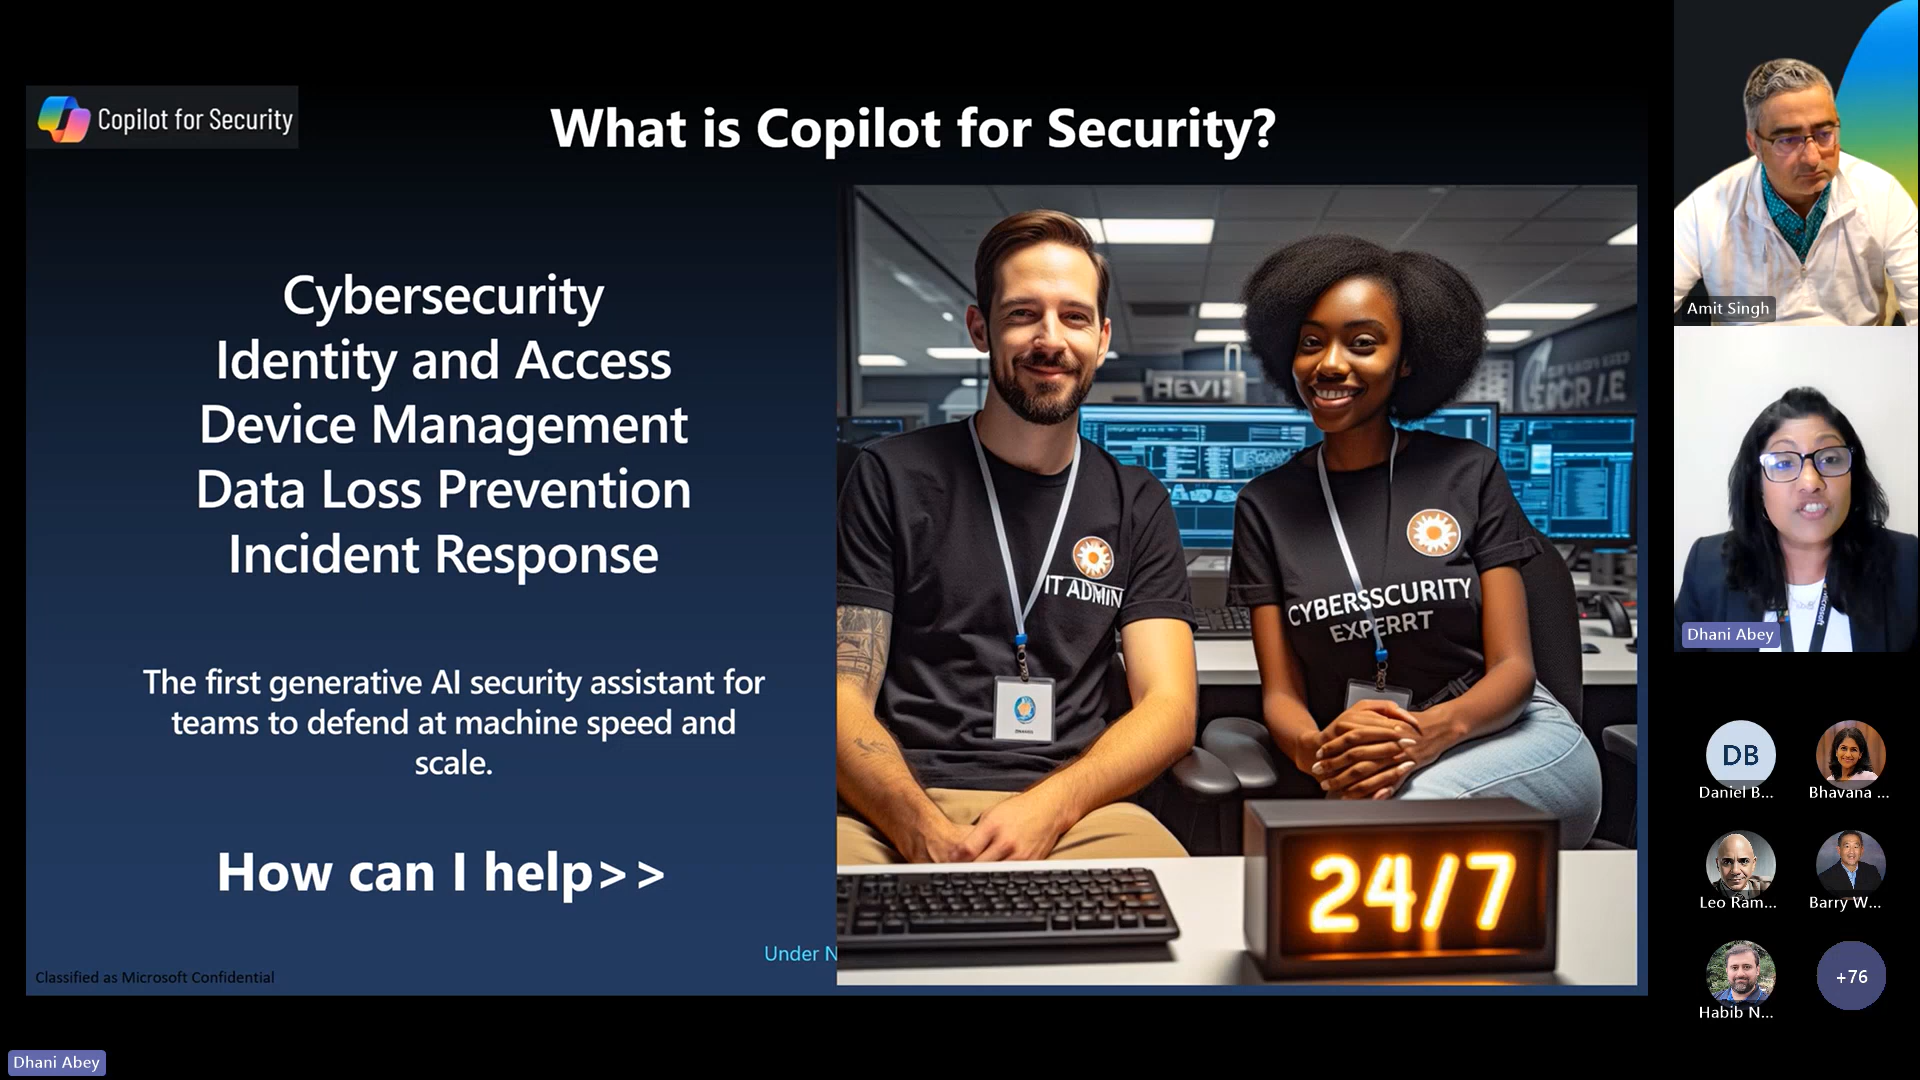 Copilot for Security
What is Copilot for Security?
Cybersecurity
Identity and Access
Device Management
Data Loss Prevention
Incident Response
The first generative AI security assistant for
teams to defend at machine speed and
scale.
How can I help>>
Under N
Classified as Microsoft Confidential
HEVI!
IT ADMIN
CYBERSSCURITY
EXPERRT
24/7
Amit Singh
Dhani Abey
Microsoft
DB
Daniel B...
Bhavana ...
Leo Ram...
Barry W...
Habib N...
+76
Dhani Abey